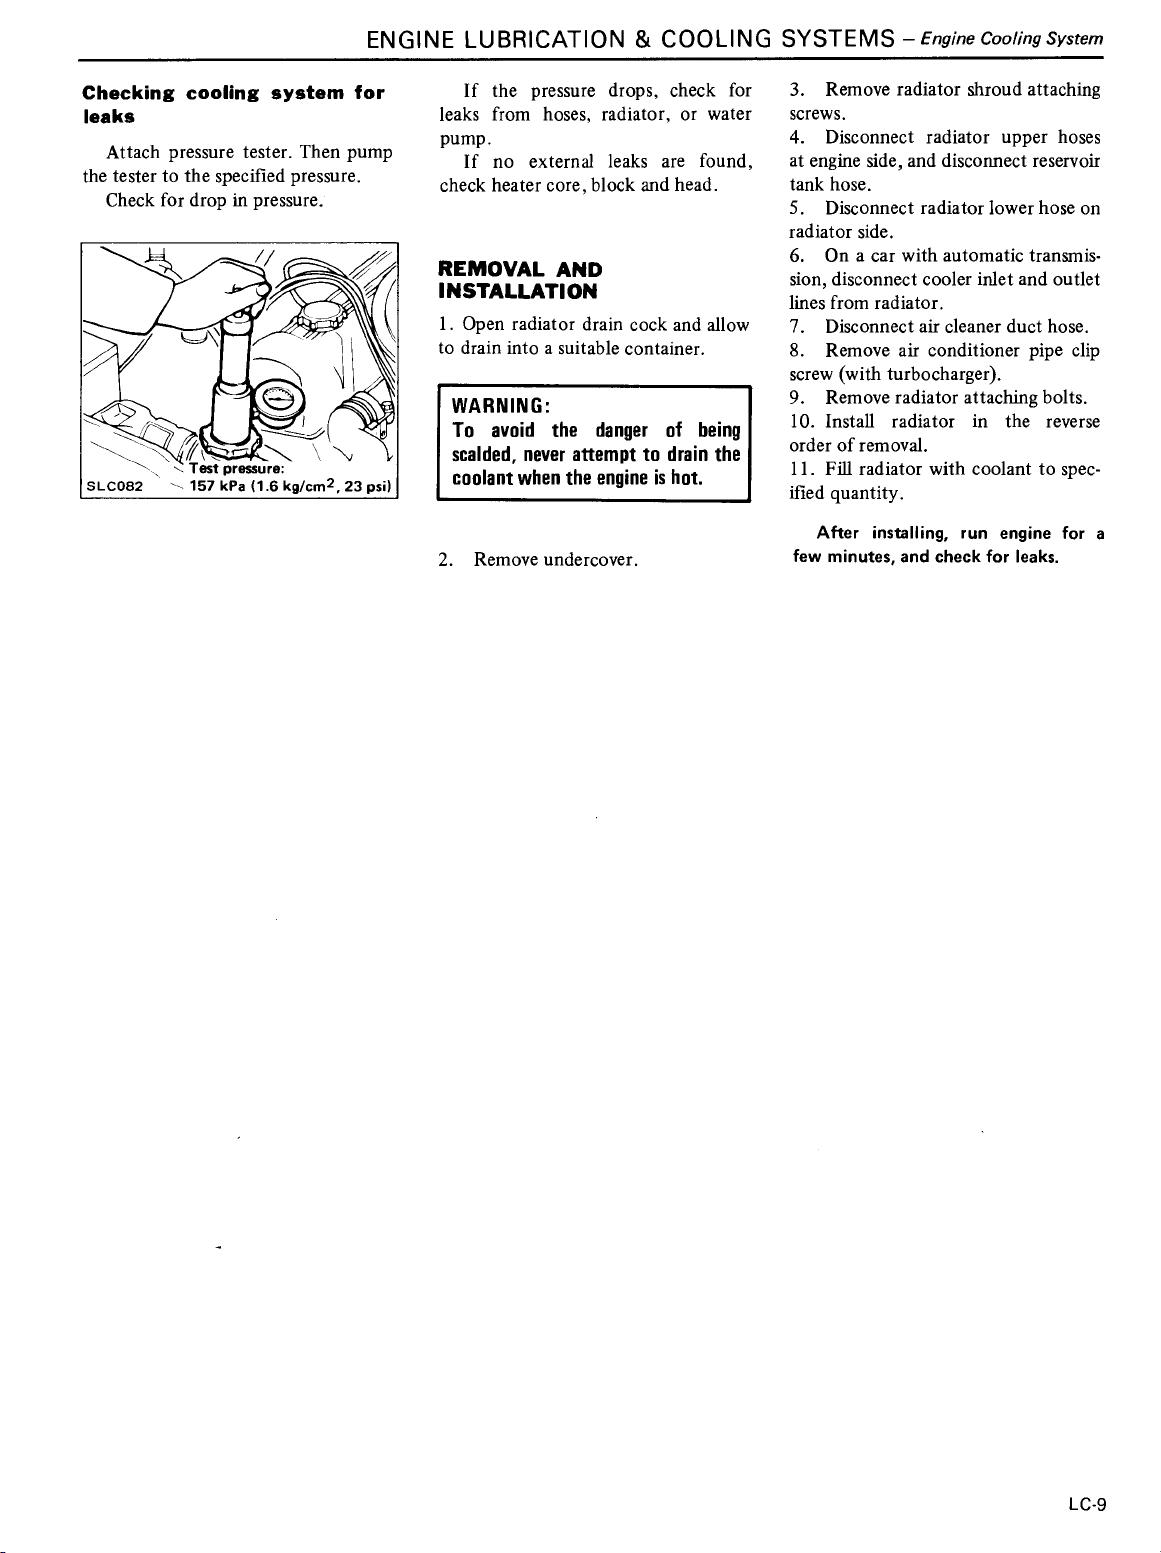 ENGINE LUBRICATION & COOLING SYSTEMS – Engine Cooling System
Checking cooling system for
leaks
Attach pressure tester. Then pump
the tester to the specified pressure.
Check for drop in pressure.
Test pressure:
SLC082
157 kPa (1.6 kg/cm2, 23 psi)
If the pressure drops, check for
leaks from hoses, radiator, or water
pump.
If no external leaks are found,
check heater core, block and head.
REMOVAL AND
INSTALLATION
1. Open radiator drain cock and allow
to drain into a suitable container.
WARNING:
To avoid the danger of being
scalded, never attempt to drain the
coolant when the engine is hot.
2. Remove undercover.
3. Remove radiator shroud attaching
screws.
4. Disconnect radiator upper hoses
at engine side, and disconnect reservoir
tank hose.
5. Disconnect radiator lower hose on
radiator side.
6. On a car with automatic transmis-
sion, disconnect cooler inlet and outlet
lines from radiator.
7. Disconnect air cleaner duct hose.
8. Remove air conditioner pipe clip
screw (with turbocharger).
9. Remove radiator attaching bolts.
10. Install radiator in the reverse
order of removal.
11. Fill radiator with coolant to spec-
ified quantity.
After installing, run engine for a
few minutes, and check for leaks.
LC-9